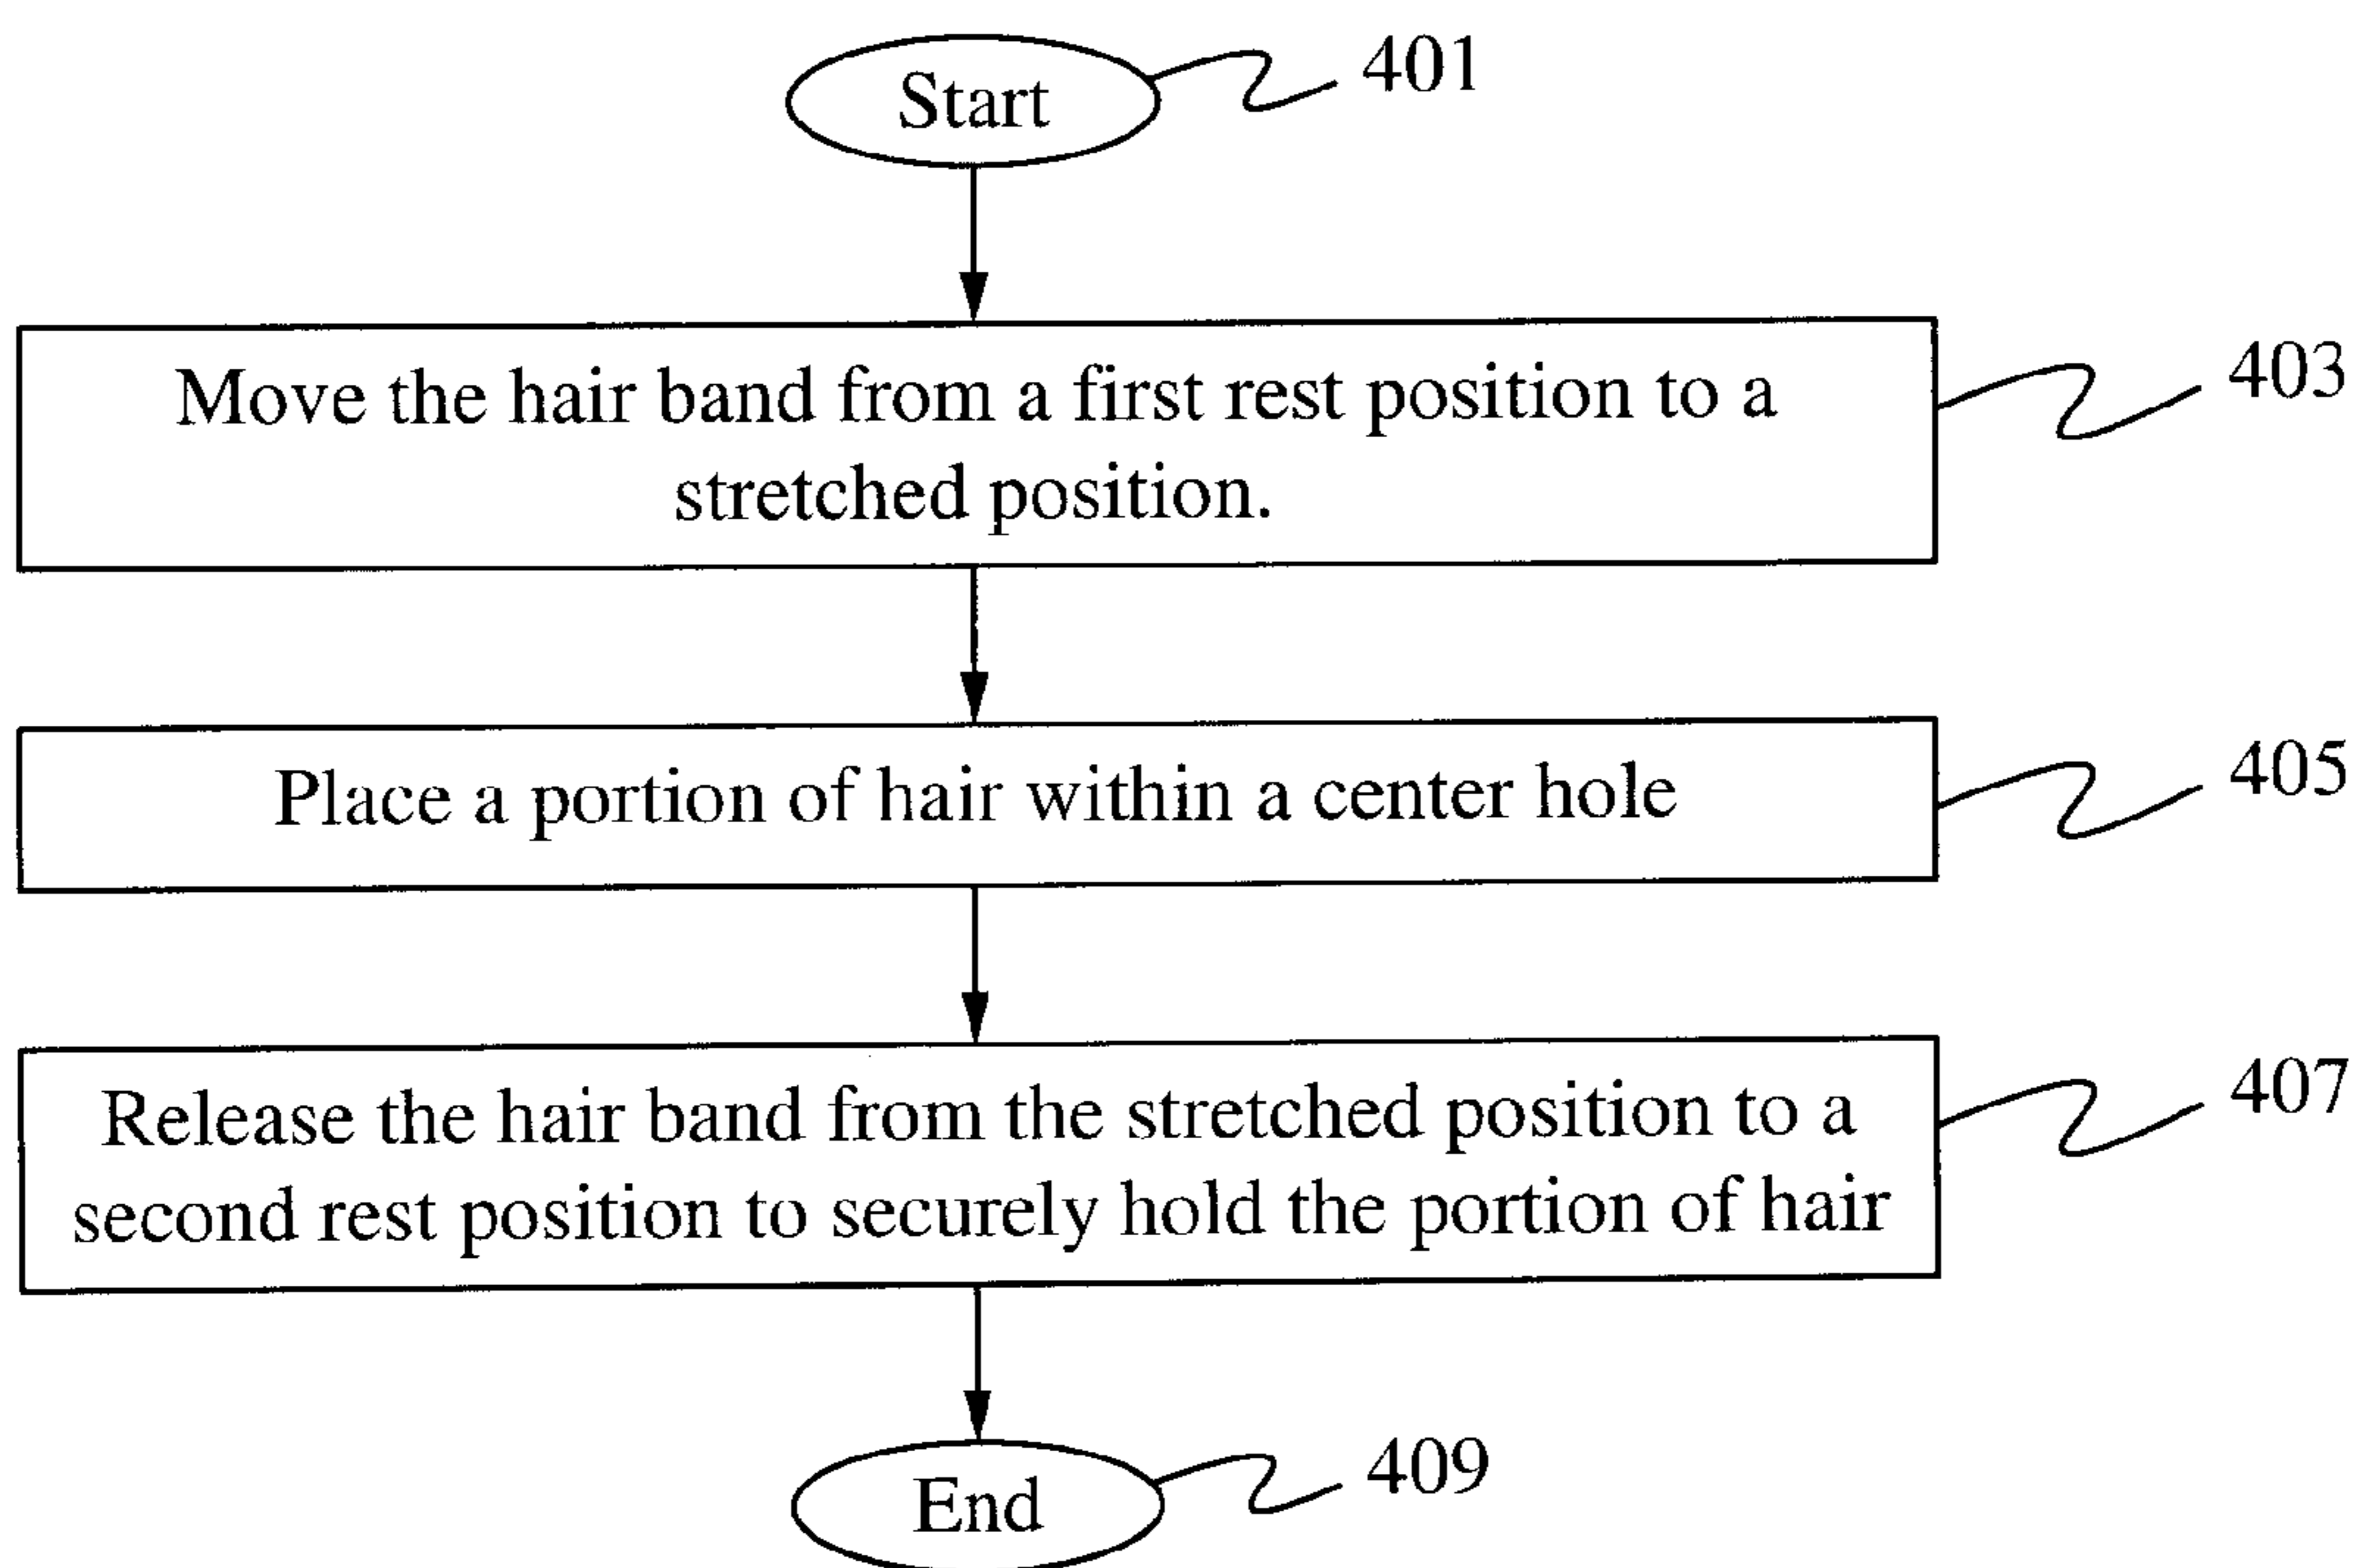 Start
401
Move the hair band from a first rest position to a
stretched position.
403
Place a portion of hair within a center hole
405
Release the hair band from the stretched position to a
second rest position to securely hold the portion of hair
407
End
409